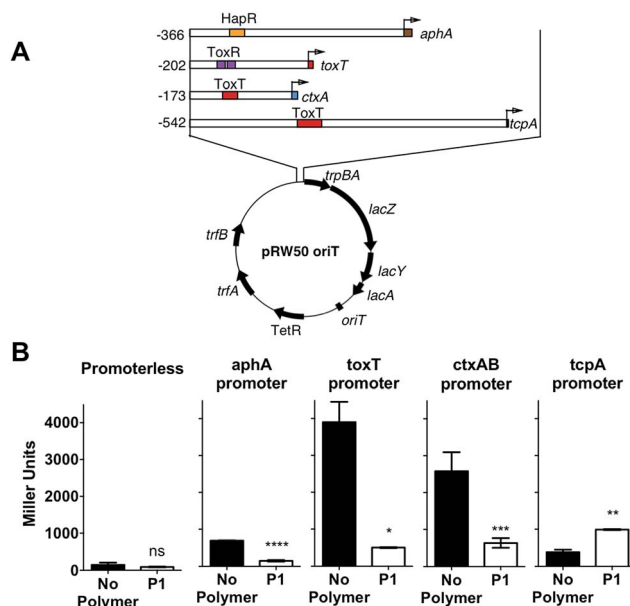 A
HapR
-366
aphA
ToxR
-202
toxT
ToxT
-173
ctxA
ToxT
-542
tcpA
trpBA
lacZ
trfB
pRW50 oriT
lacY
trfA
lacA
oriT
TetR
B
Promoterless
aphA
promoter
toxT
promoter
ctxAB
promoter
tcpA
promoter
Miller Units
4000
3000
2000
1000
0
ns
****
*
***
**
No
Polymer
P1
No
Polymer
P1
No
Polymer
P1
No
Polymer
P1
No
Polymer
P1